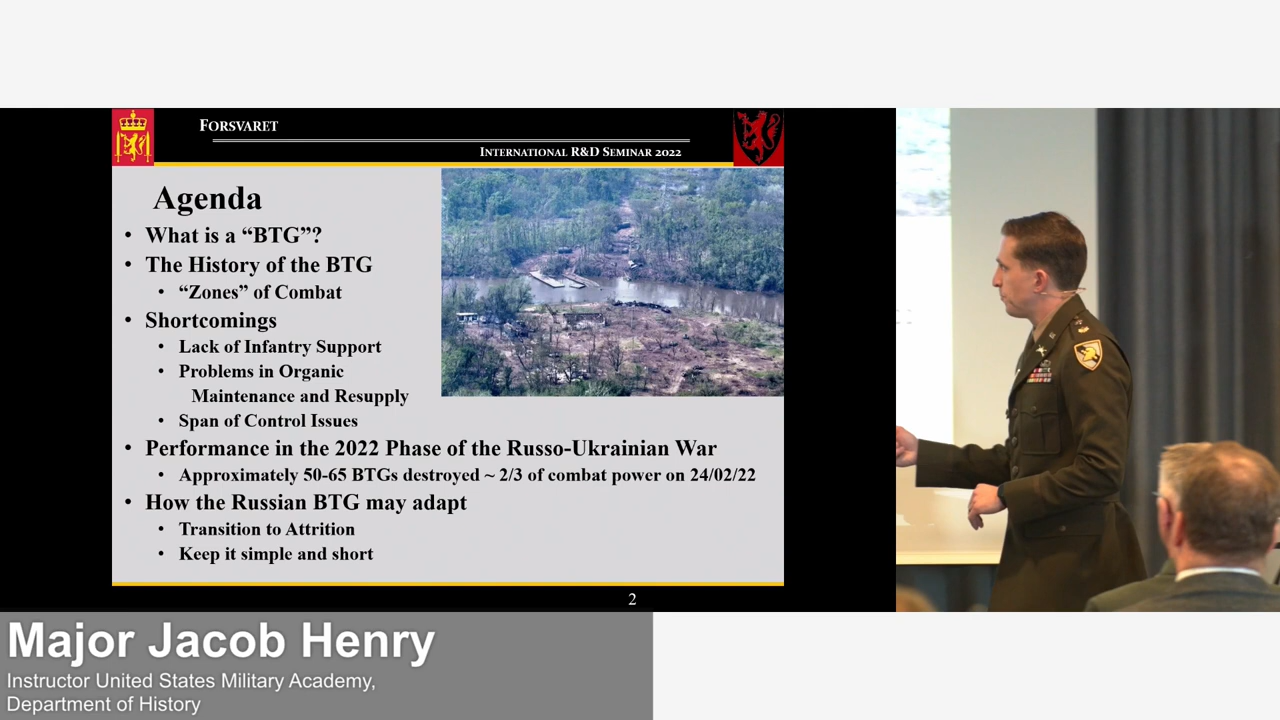 FORSVARET
INTERNATIONAL R&D SEMINAR 2022
Agenda
• What is a “BTG”?
• The History of the BTG
• “Zones” of Combat
• Shortcomings
• Lack of Infantry Support
• Problems in Organic
Maintenance and Resupply
• Span of Control Issues
• Performance in the 2022 Phase of the Russo-Ukrainian War
• Approximately 50-65 BTGs destroyed ~ 2/3 of combat power on 24/02/22
• How the Russian BTG may adapt
• Transition to Attrition
• Keep it simple and short
2
Major Jacob Henry
Instructor United States Military Academy,
Department of History